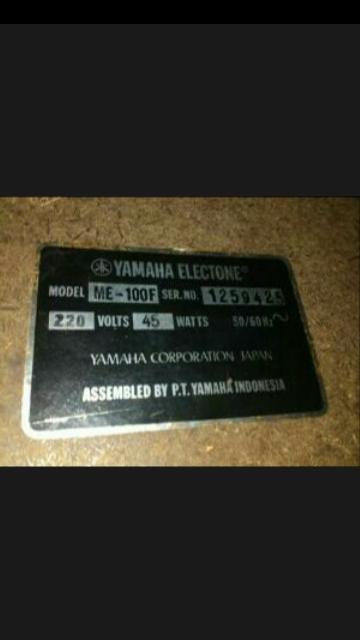 YAMAHA ELECTONE®
MODEL ME-100F SER.NO. 1259425
220 VOLTS 45 WATTS 50/60Hz~
YAMAHA CORPORATION JAPAN
ASSEMBLED BY P.T. YAMAHA INDONESIA